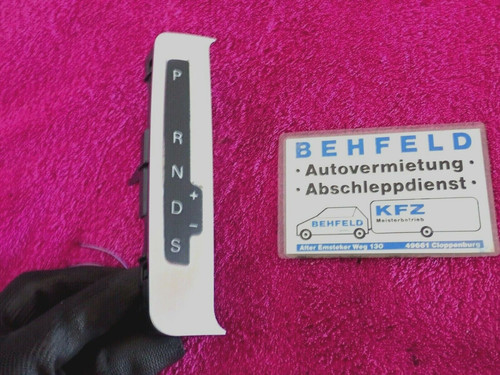 P
R
N
+
D
−
S
BEHFELD
· Autovermietung ·
· Abschleppdienst ·
BEHFELD
KFZ
Meisterbetrieb
Alter Emsteker Weg 130
49661 Cloppenburg